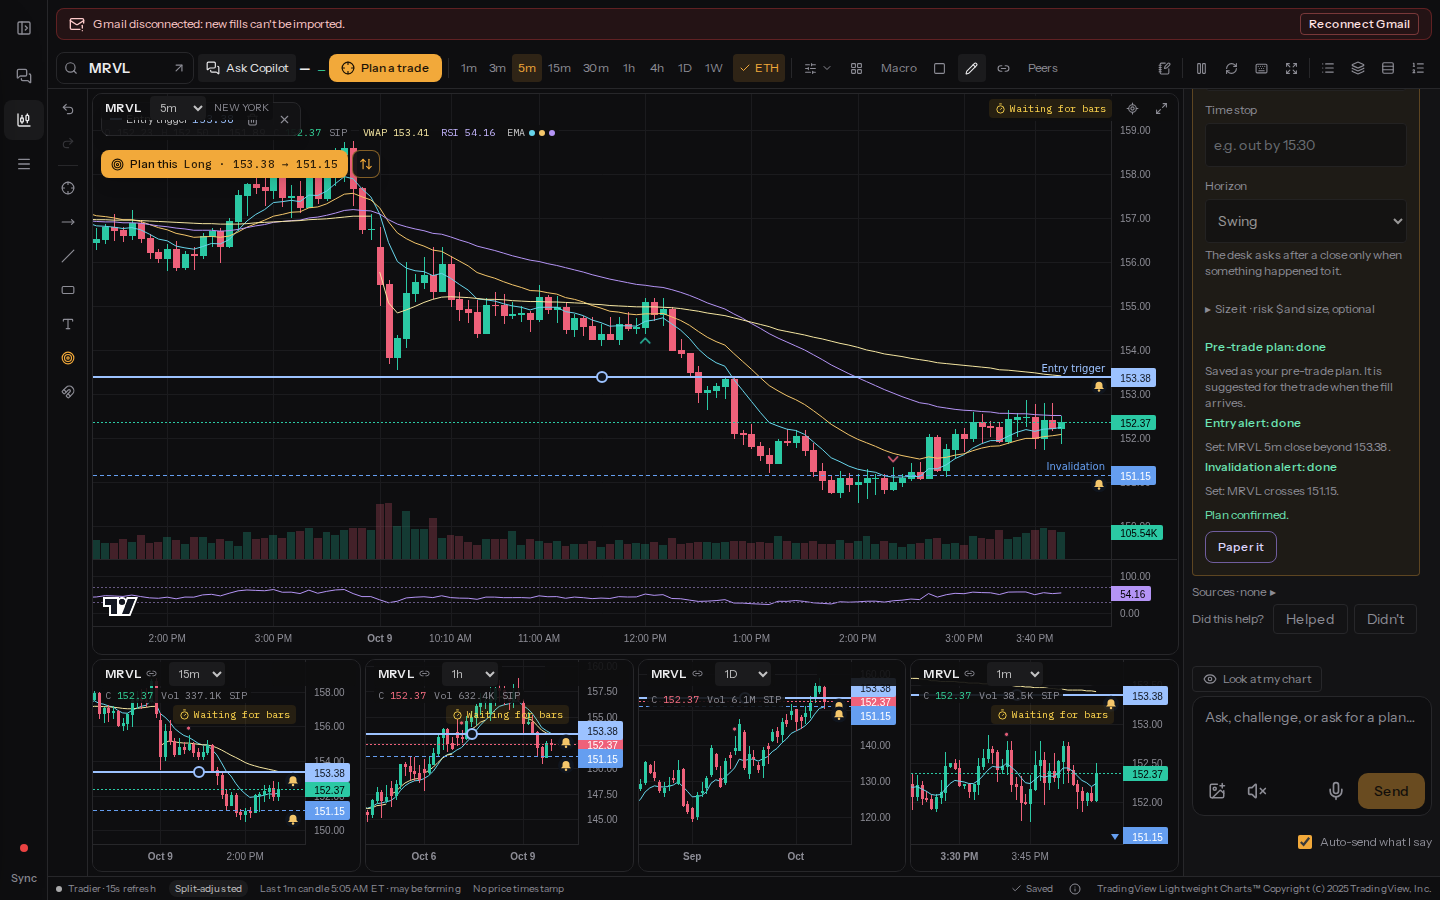 Gmail disconnected: new fills can't be imported.
Reconnect Gmail
MRVL
Ask Copilot
Plan a trade
1m 3m 5m 15m 30m 1h 4h 1D 1W
ETH
Macro
Peers
MRVL 5m NEW YORK
Entry trigger 153.38
2.37 SIP VWAP 153.41 RSI 54.16 EMA
Waiting for bars
Plan this Long · 153.38 → 151.15
159.00
158.00
157.00
156.00
155.00
154.00
Entry trigger
153.38
153.00
152.37
152.00
Invalidation
151.15
105.54K
100.00
54.16
0.00
2:00 PM 3:00 PM Oct 9 10:10 AM 11:00 AM 12:00 PM 1:00 PM 2:00 PM 3:00 PM 3:40 PM
MRVL 15m
C 152.37 Vol 337.1K SIP
Waiting for bars
158.00
156.00
154.00
153.38
152.37
151.15
150.00
Oct 9 2:00 PM
MRVL 1h
C 152.37 Vol 632.4K SIP
Waiting for bars
157.50
155.00
153.38
152.37
151.15
147.50
145.00
Oct 6 Oct 9
MRVL 1D
C 152.37 Vol 6.1M SIP
153.38
152.37
151.15
140.00
130.00
120.00
Sep Oct
MRVL 1m
C 152.37 Vol 38.5K SIP
Waiting for bars
153.38
153.00
152.50
152.37
152.00
151.15
3:30 PM 3:45 PM
Time stop
e.g. out by 15:30
Horizon
Swing
The desk asks after a close only when
something happened to it.
▸ Size it · risk $ and size, optional
Pre-trade plan: done
Saved as your pre-trade plan. It is
suggested for the trade when the fill
arrives.
Entry alert: done
Set: MRVL 5m close beyond 153.38.
Invalidation alert: done
Set: MRVL crosses 151.15.
Plan confirmed.
Paper it
Sources · none ▸
Did this help? Helped Didn't
Look at my chart
Ask, challenge, or ask for a plan...
Send
Auto-send what I say
Sync
Tradier · 15s refresh Split-adjusted Last 1m candle 5:05 AM ET · may be forming No price timestamp
Saved TradingView Lightweight Charts™ Copyright (c) 2025 TradingView, Inc.